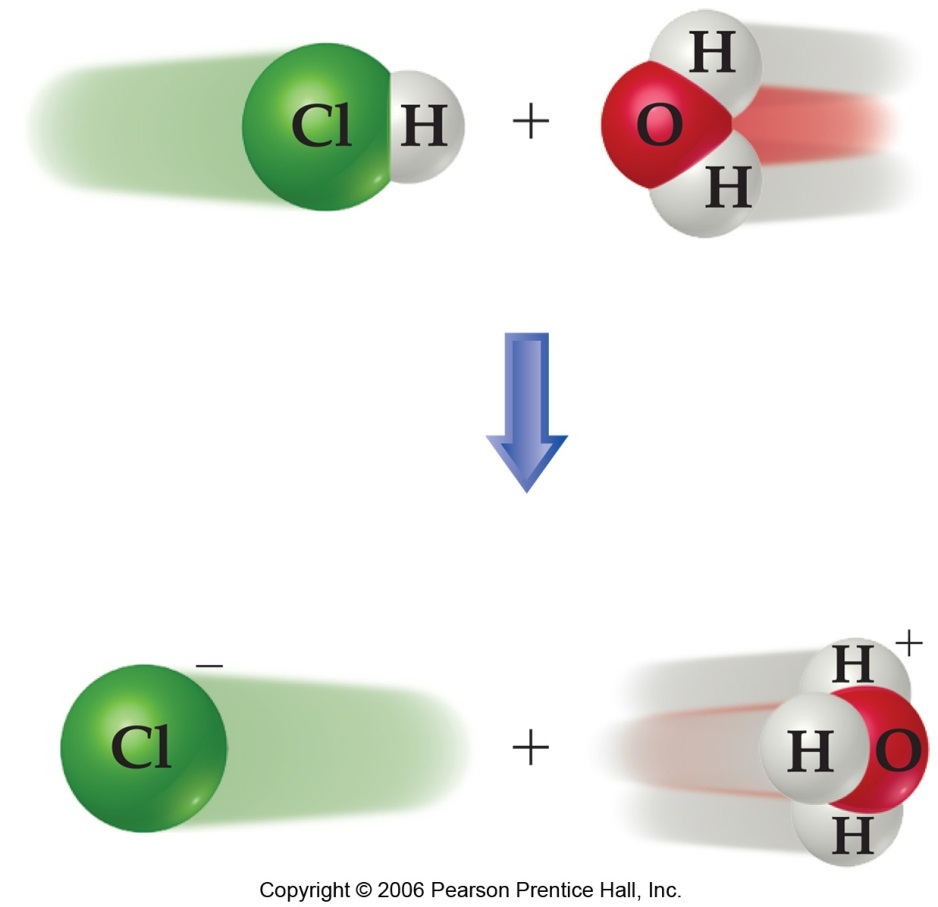 Cl H + O H H
Cl − + H H O H +
Copyright © 2006 Pearson Prentice Hall, Inc.